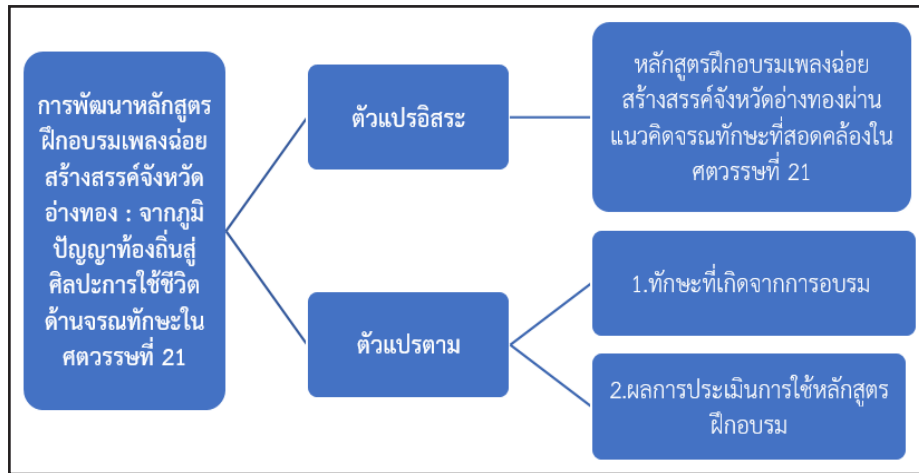 การพัฒนาหลักสูตร
ฝึกอบรมเพลงฉ่อย
สร้างสรรค์จังหวัด
อ่างทอง : จากภูมิ
ปัญญาท้องถิ่นสู่
ศิลปะการใช้ชีวิต
ด้านจรณทักษะใน
ศตวรรษที่ 21
ตัวแปรอิสระ
หลักสูตรฝึกอบรมเพลงฉ่อย
สร้างสรรค์จังหวัดอ่างทองผ่าน
แนวคิดจรณทักษะที่สอดคล้องใน
ศตวรรษที่ 21
ตัวแปรตาม
1.ทักษะที่เกิดจากการอบรม
2.ผลการประเมินการใช้หลักสูตร
ฝึกอบรม